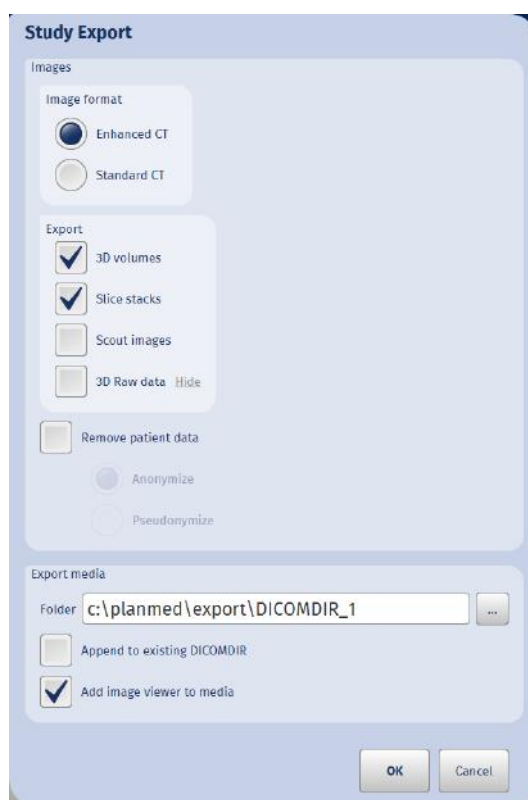 Study Export
Images
Image format
Enhanced CT
Standard CT
Export
3D volumes
Slice stacks
Scout images
3D Raw data Hide
Remove patient data
Anonymize
Pseudonymize
Export media
Folder c:\planmed\export\DICOMDIR_1 ...
Append to existing DICOMDIR
Add image viewer to media
OK Cancel